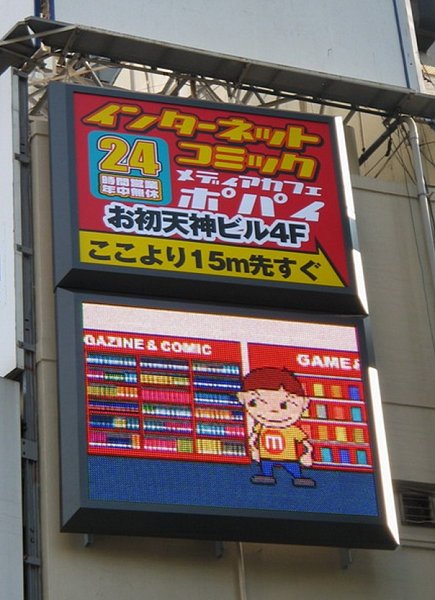 インターネット
コミック
24
時間営業
年中無休
メディアカフェ
ポパイ
お初天神ビル4F
ここより15m先すぐ
GAZINE & COMIC
GAME &
m